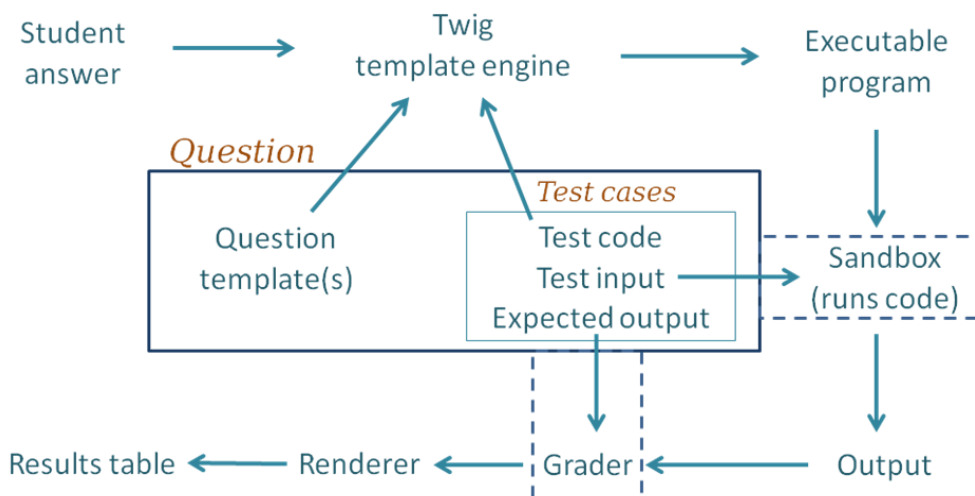 Student
answer
Twig
template engine
Executable
program
Question
Test cases
Question
template(s)
Test code
Test input
Expected output
Sandbox
(runs code)
Results table
Renderer
Grader
Output